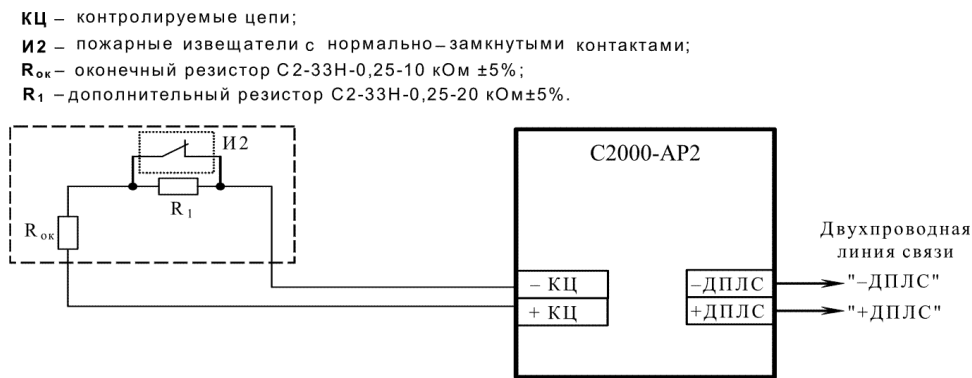 КЦ – контролируемые цепи;
И2 – пожарные извещатели с нормально–замкнутыми контактами;
Rок– оконечный резистор С2-33Н-0,25-10 кОм ±5%;
R1 –дополнительный резистор С2-33Н-0,25-20 кОм±5%.
И2
С2000-АР2
R1
Rок
Двухпроводная
линия связи
– КЦ
–ДПЛС
"–ДПЛС"
+ КЦ
+ДПЛС
"+ДПЛС"